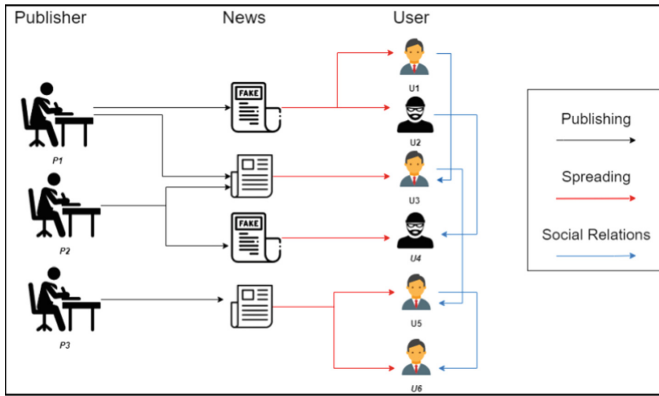 Publisher
News
User
FAKE
U1
P1
U2
Publishing
U3
Spreading
P2
FAKE
U4
Social Relations
P3
U5
U6